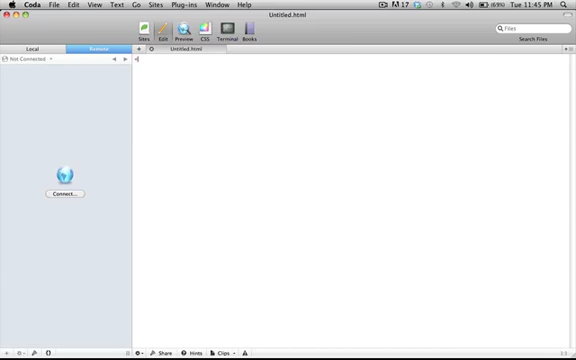 Coda File Edit View Text Go Sites Plug-ins Window Help 17 (69%) Tue 11:45 PM
Untitled.html
Sites Edit Preview CSS Terminal Books
Files
Search Files
Local Remote Untitled.html
Not Connected
Connect...
Share Hints Clips